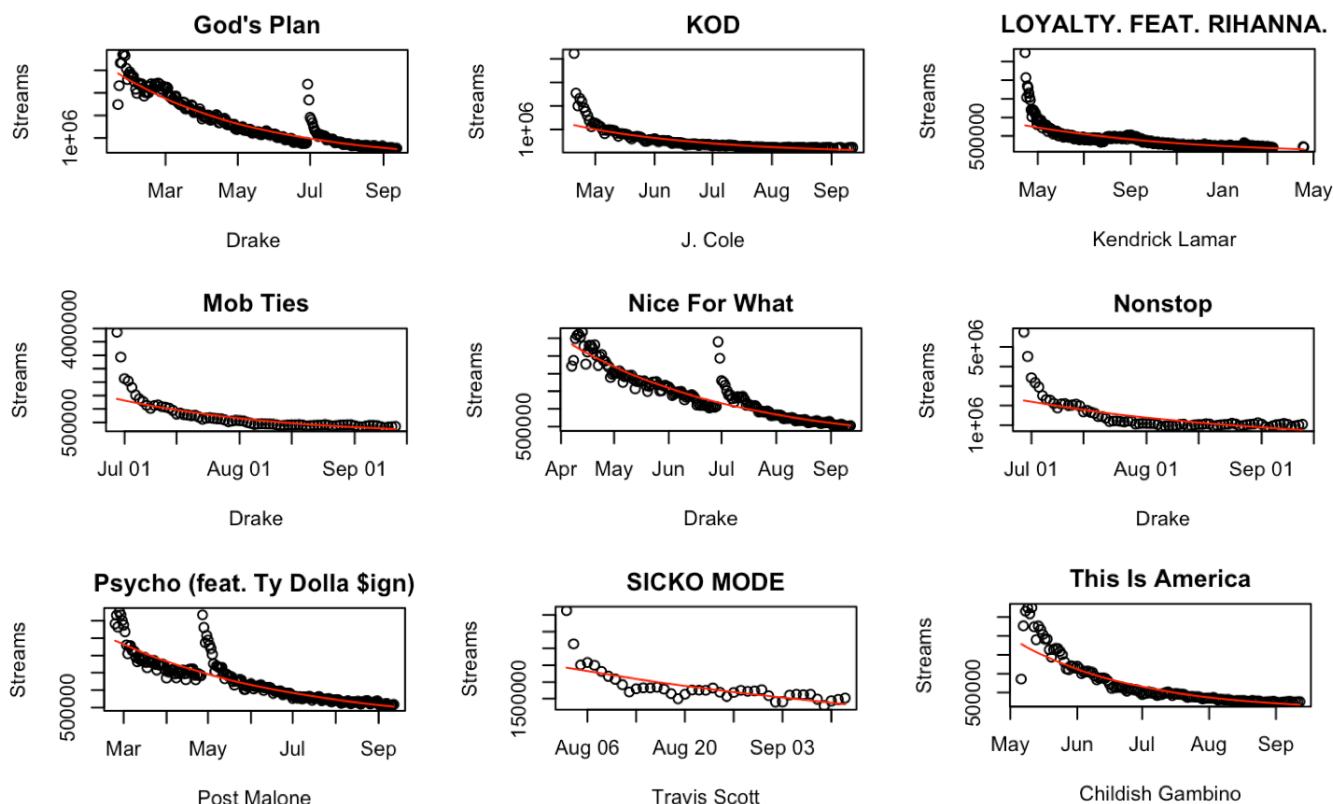 God's Plan
Streams
1e+06
Mar May Jul Sep
Drake
KOD
Streams
1e+06
May Jun Jul Aug Sep
J. Cole
LOYALTY. FEAT. RIHANNA.
Streams
500000
May Sep Jan May
Kendrick Lamar
Mob Ties
Streams
500000 4000000
Jul 01 Aug 01 Sep 01
Drake
Nice For What
Streams
500000
Apr May Jun Jul Aug Sep
Drake
Nonstop
Streams
1e+06 5e+06
Jul 01 Aug 01 Sep 01
Drake
Psycho (feat. Ty Dolla $ign)
Streams
500000
Mar May Jul Sep
Post Malone
SICKO MODE
Streams
1500000
Aug 06 Aug 20 Sep 03
Travis Scott
This Is America
Streams
500000
May Jun Jul Aug Sep
Childish Gambino